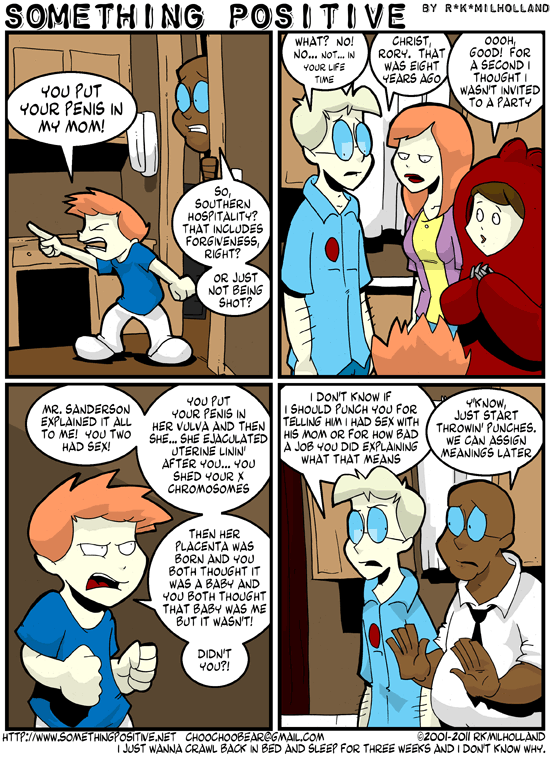 SOMETHING POSITIVE BY R*K*MILHOLLAND
YOU PUT
YOUR PENIS IN
MY MOM!
SO,
SOUTHERN
HOSPITALITY?
THAT INCLUDES
FORGIVENESS,
RIGHT?
OR JUST
NOT BEING
SHOT?
WHAT? NO!
NO... NOT... IN
YOUR LIFE
TIME
CHRIST,
RORY. THAT
WAS EIGHT
YEARS AGO
OOOH,
GOOD! FOR
A SECOND I
THOUGHT I
WASN'T INVITED
TO A PARTY
MR. SANDERSON
EXPLAINED IT ALL
TO ME! YOU TWO
HAD SEX!
YOU PUT
YOUR PENIS IN
HER VULVA AND THEN
SHE... SHE EJACULATED
UTERINE LININ'
AFTER YOU... YOU
SHED YOUR X
CHROMOSOMES
THEN HER
PLACENTA WAS
BORN AND YOU
BOTH THOUGHT IT
WAS A BABY AND
YOU BOTH THOUGHT
THAT BABY WAS ME
BUT IT WASN'T!
DIDN'T
YOU?!
I DON'T KNOW IF
I SHOULD PUNCH YOU FOR
TELLING HIM I HAD SEX WITH
HIS MOM OR FOR HOW BAD
A JOB YOU DID EXPLAINING
WHAT THAT MEANS
Y'KNOW,
JUST START
THROWIN' PUNCHES.
WE CAN ASSIGN
MEANINGS LATER
HTTP://WWW.SOMETHINGPOSITIVE.NET CHOOCHOOBEAR@GMAIL.COM ©2001-2011 RKMILHOLLAND
I JUST WANNA CRAWL BACK IN BED AND SLEEP FOR THREE WEEKS AND I DON'T KNOW WHY.